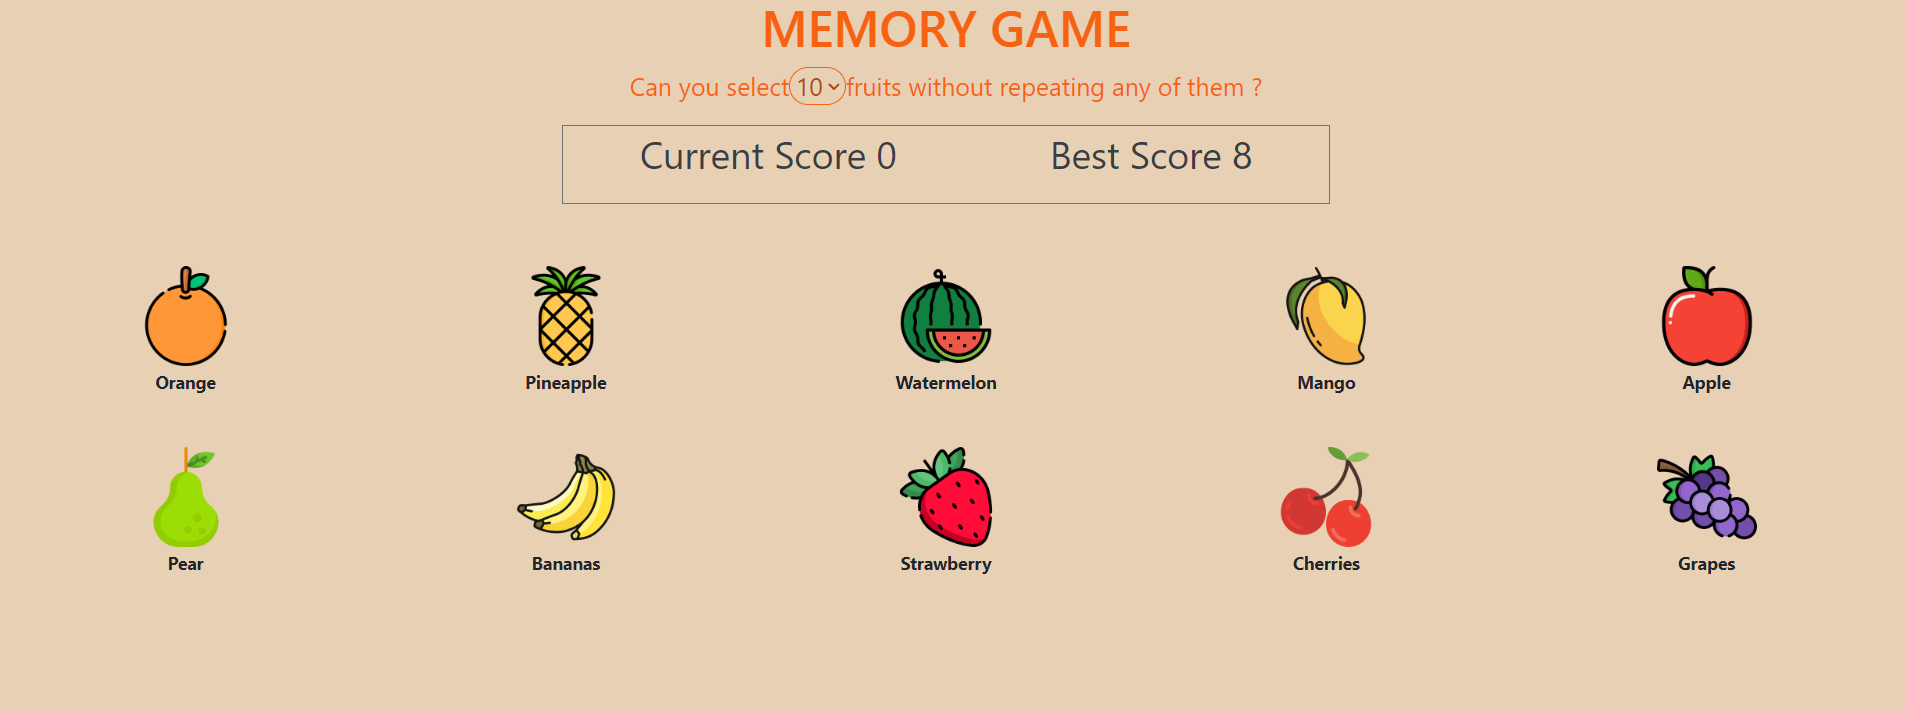 MEMORY GAME
Can you select 10 fruits without repeating any of them ?
Current Score 0 Best Score 8
Orange Pineapple Watermelon Mango Apple
Pear Bananas Strawberry Cherries Grapes